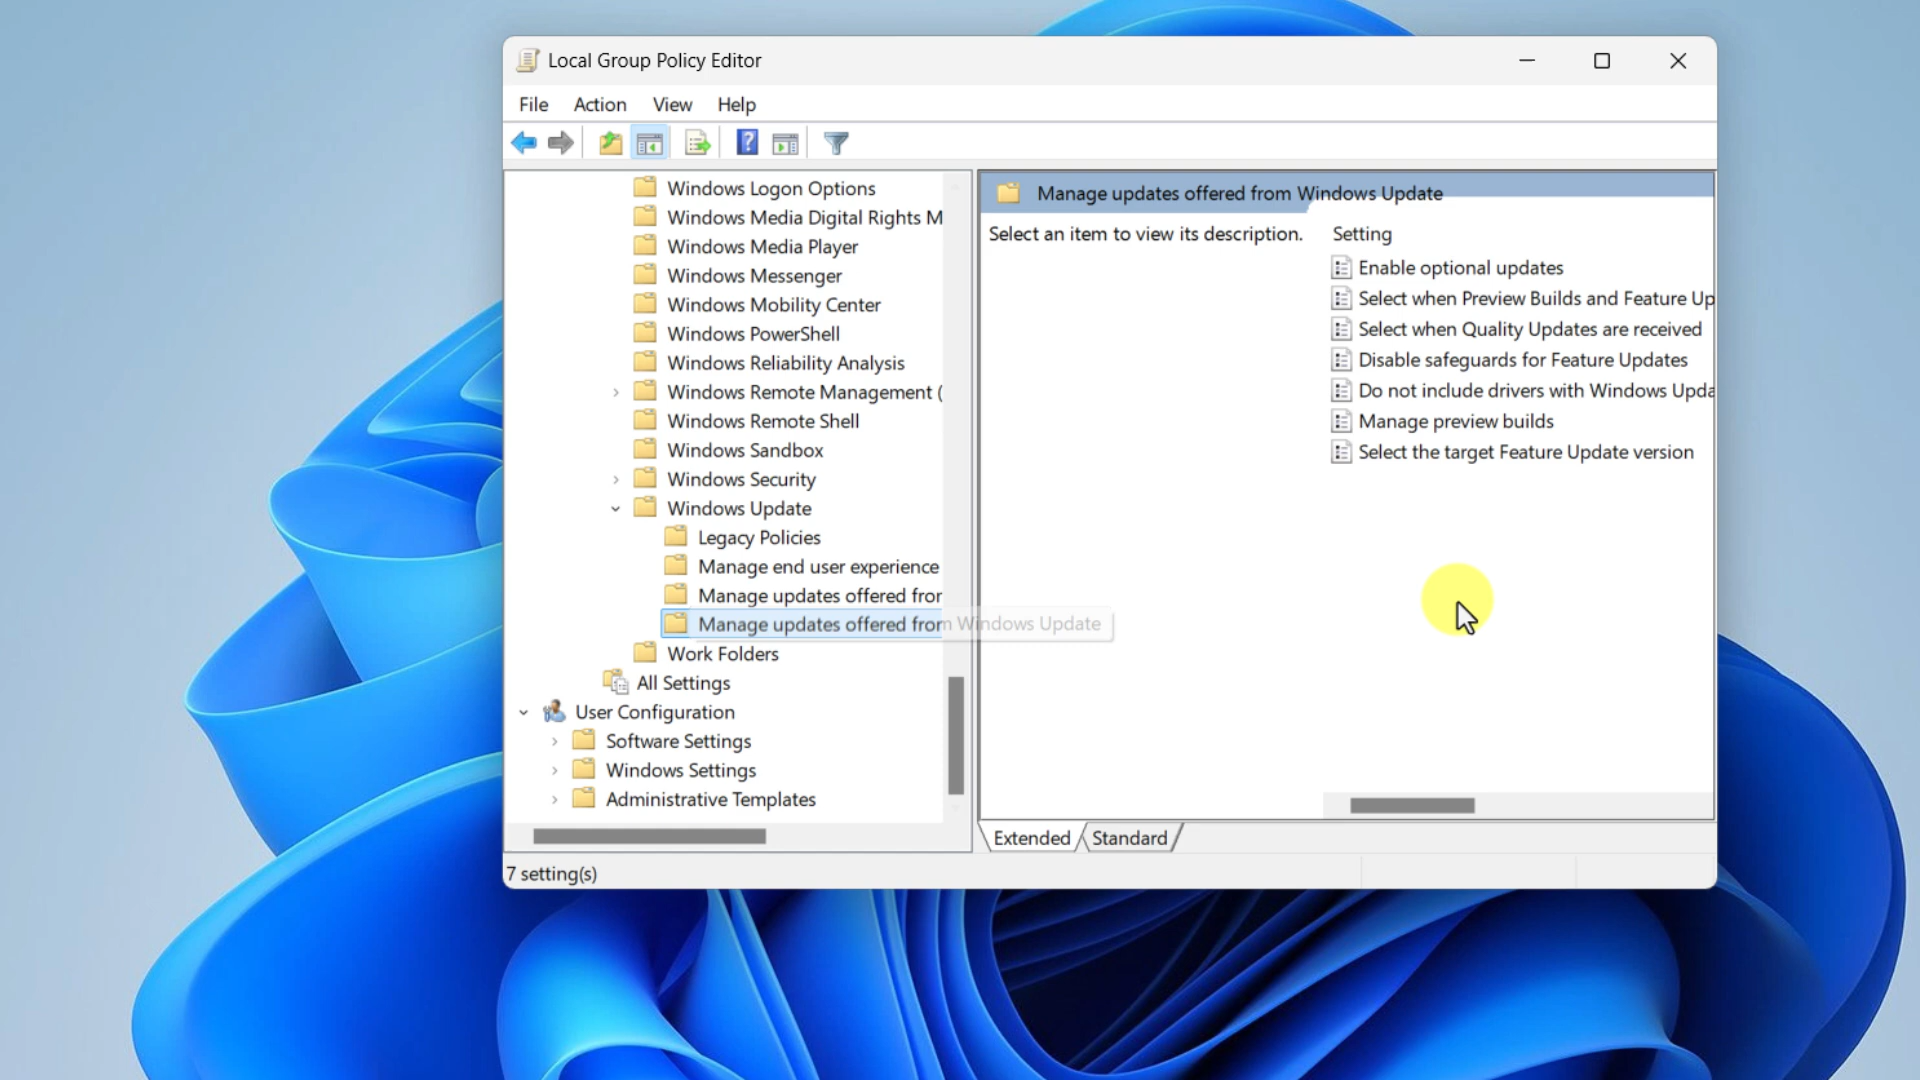 Local Group Policy Editor
File Action View Help
Windows Logon Options
Windows Media Digital Rights M
Windows Media Player
Windows Messenger
Windows Mobility Center
Windows PowerShell
Windows Reliability Analysis
Windows Remote Management (
Windows Remote Shell
Windows Sandbox
Windows Security
Windows Update
Legacy Policies
Manage end user experience
Manage updates offered fror
Manage updates offered from Windows Update
Work Folders
All Settings
User Configuration
Software Settings
Windows Settings
Administrative Templates
Manage updates offered from Windows Update
Select an item to view its description.
Setting
Enable optional updates
Select when Preview Builds and Feature Up
Select when Quality Updates are received
Disable safeguards for Feature Updates
Do not include drivers with Windows Upda
Manage preview builds
Select the target Feature Update version
Extended Standard
7 setting(s)